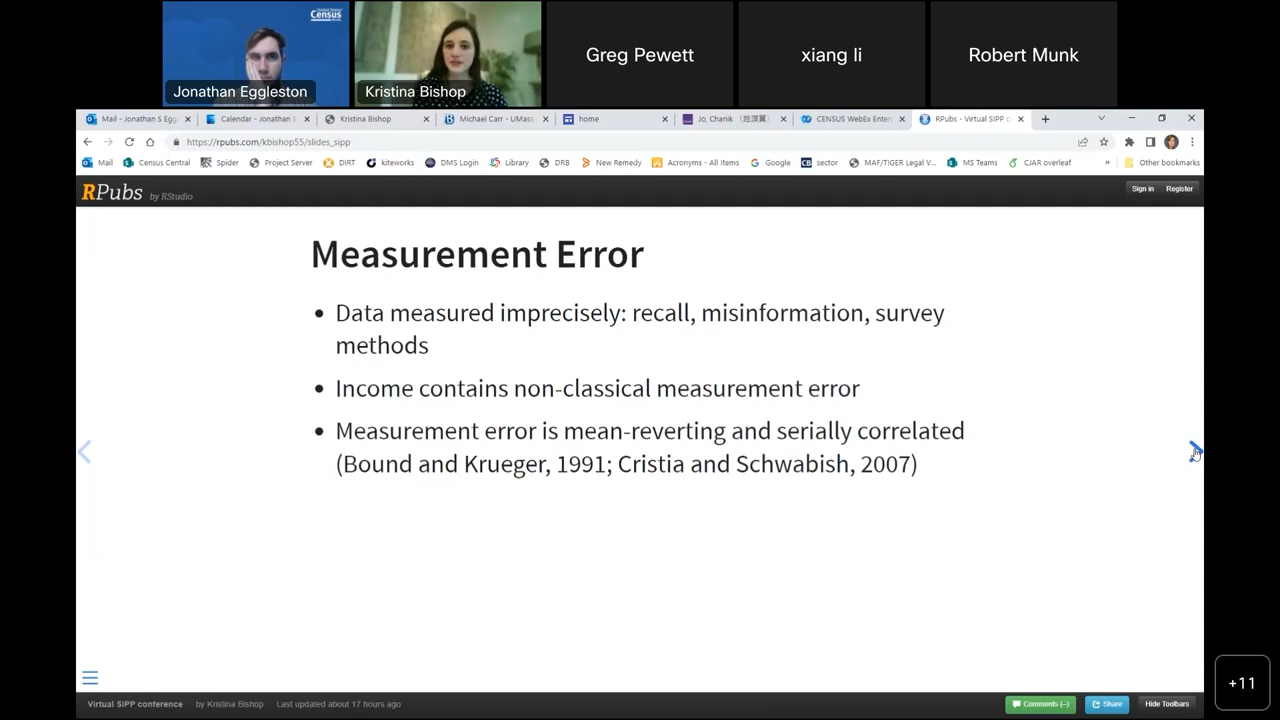 United States
Census
Jonathan Eggleston
Kristina Bishop
Greg Pewett
xiang li
Robert Munk
Mail - Jonathan S Egg
Calendar - Jonathan S
Kristina Bishop
Michael Carr - UMass
home
Jo, Chanik
CENSUS WebEx Enter
RPubs - Virtual SIPP c
https://rpubs.com/kbishop55/slides_sipp
Mail
Census Central
Spider
Project Server
DIRT
kiteworks
DMS Login
Library
DRB
New Remedy
Acronyms - All Items
Google
sector
MAF/TIGER Legal V...
MS Teams
CJAR overleaf
»
Other bookmarks
RPubs by RStudio
Sign in
Register
Measurement Error
• Data measured imprecisely: recall, misinformation, survey
methods
• Income contains non-classical measurement error
• Measurement error is mean-reverting and serially correlated
(Bound and Krueger, 1991; Cristia and Schwabish, 2007)
+11
Virtual SIPP conference
by Kristina Bishop
Last updated about 17 hours ago
Comments (–)
Share
Hide Toolbars